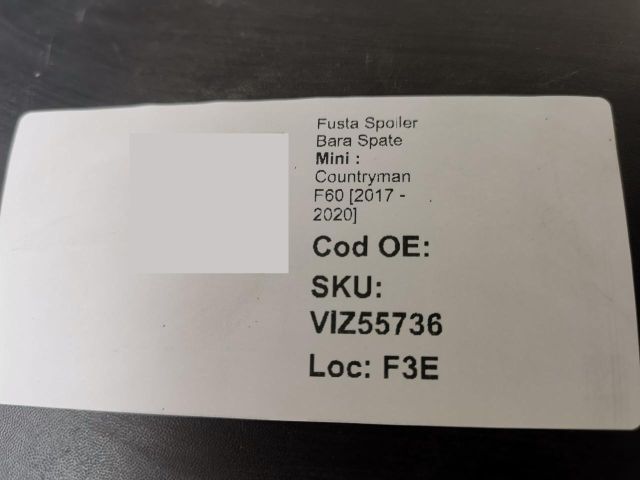 Fusta Spoiler
Bara Spate
Mini :
Countryman
F60 [2017 -
2020]
Cod OE:
SKU:
VIZ55736
Loc: F3E